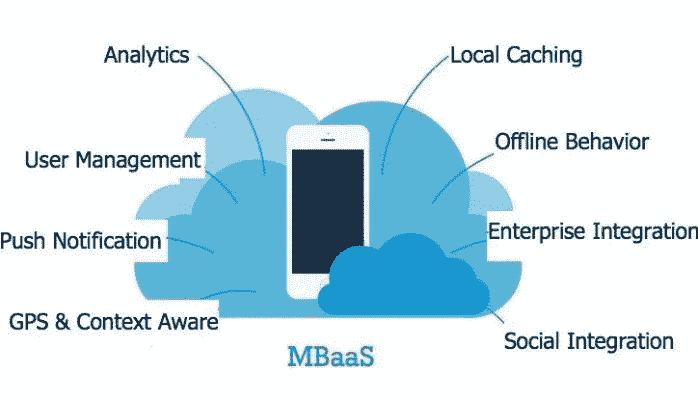 Analytics
Local Caching
User Management
Offline Behavior
Push Notification
Enterprise Integration
GPS & Context Aware
Social Integration
MBaaS